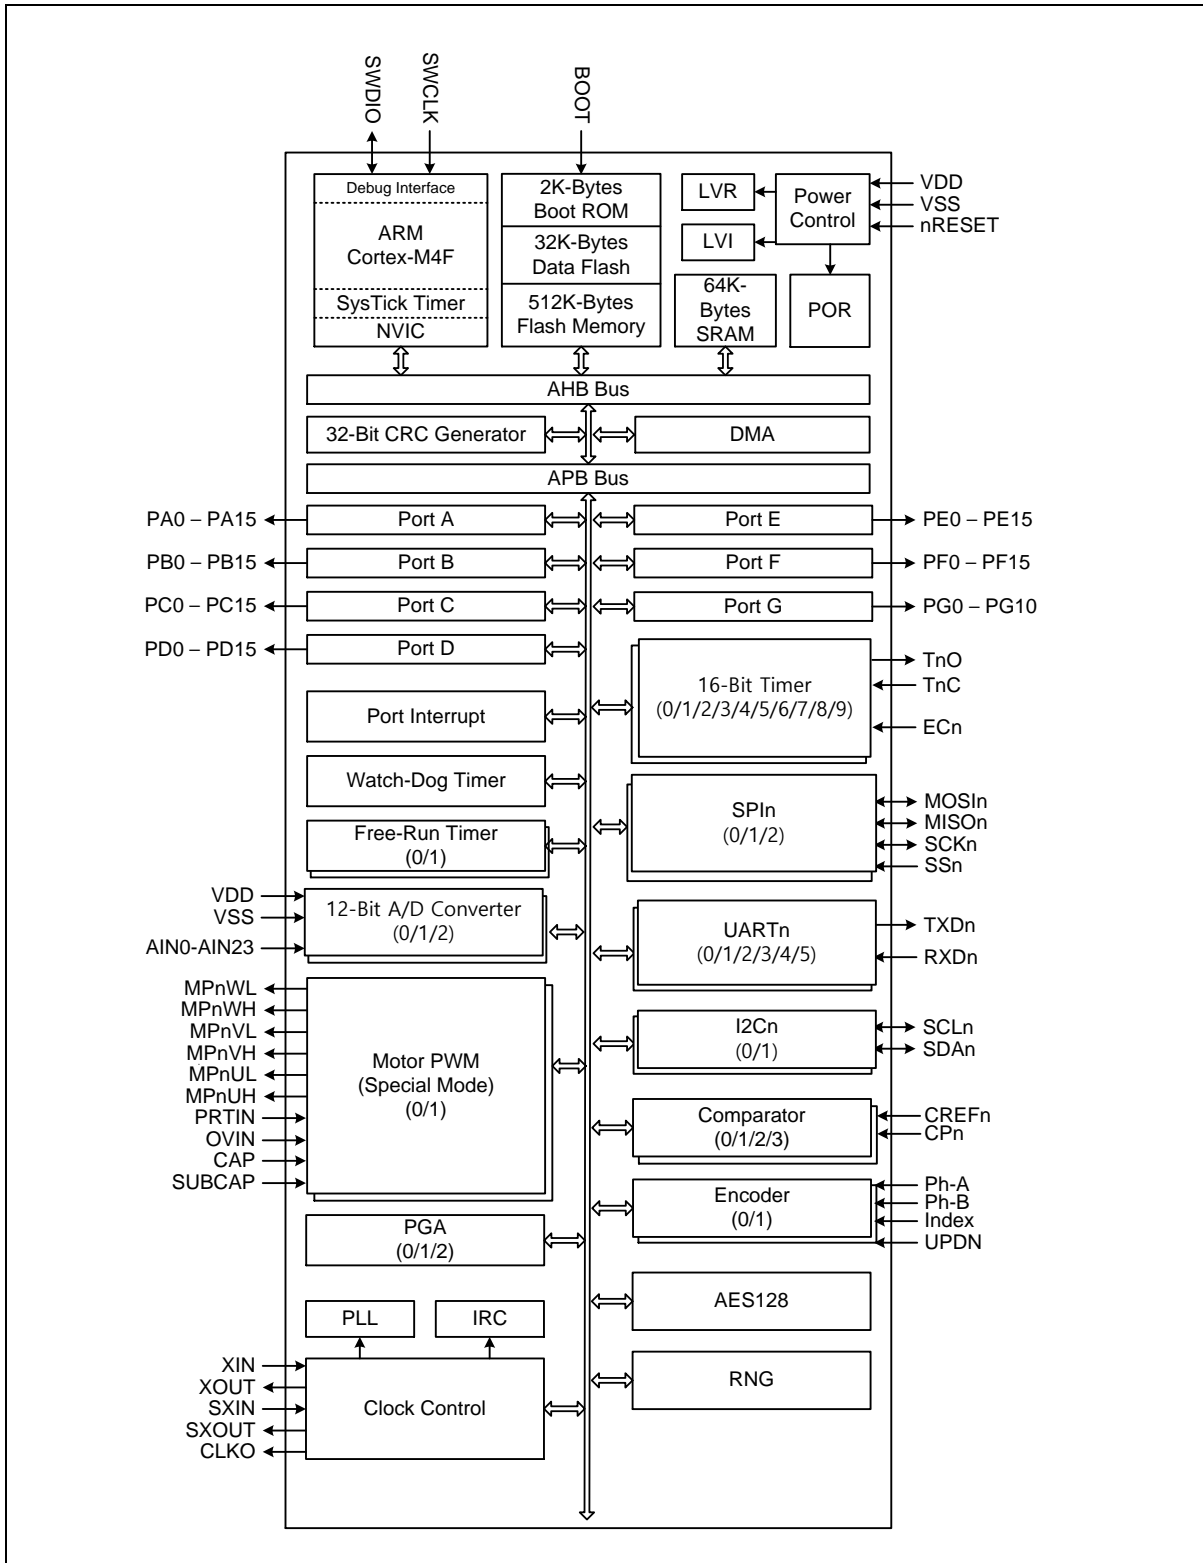 SWDIO
SWCLK
BOOT
Debug Interface
ARM
Cortex-M4F
SysTick Timer
NVIC
2K-Bytes
Boot ROM
32K-Bytes
Data Flash
512K-Bytes
Flash Memory
LVR
LVI
Power
Control
VDD
VSS
nRESET
64K-
Bytes
SRAM
POR
AHB Bus
32-Bit CRC Generator
DMA
APB Bus
PA0 – PA15
Port A
Port E
PE0 – PE15
PB0 – PB15
Port B
Port F
PF0 – PF15
PC0 – PC15
Port C
Port G
PG0 – PG10
PD0 – PD15
Port D
16-Bit Timer
(0/1/2/3/4/5/6/7/8/9)
TnO
TnC
ECn
Port Interrupt
Watch-Dog Timer
SPIn
(0/1/2)
MOSIn
MISOn
SCKn
SSn
Free-Run Timer
(0/1)
VDD
VSS
AIN0-AIN23
12-Bit A/D Converter
(0/1/2)
UARTn
(0/1/2/3/4/5)
TXDn
RXDn
MPnWL
MPnWH
MPnVL
MPnVH
MPnUL
MPnUH
PRTIN
OVIN
CAP
SUBCAP
Motor PWM
(Special Mode)
(0/1)
I2Cn
(0/1)
SCLn
SDAn
Comparator
(0/1/2/3)
CREFn
CPn
Encoder
(0/1)
Ph-A
Ph-B
Index
UPDN
PGA
(0/1/2)
AES128
PLL
IRC
RNG
XIN
XOUT
SXIN
SXOUT
CLKO
Clock Control